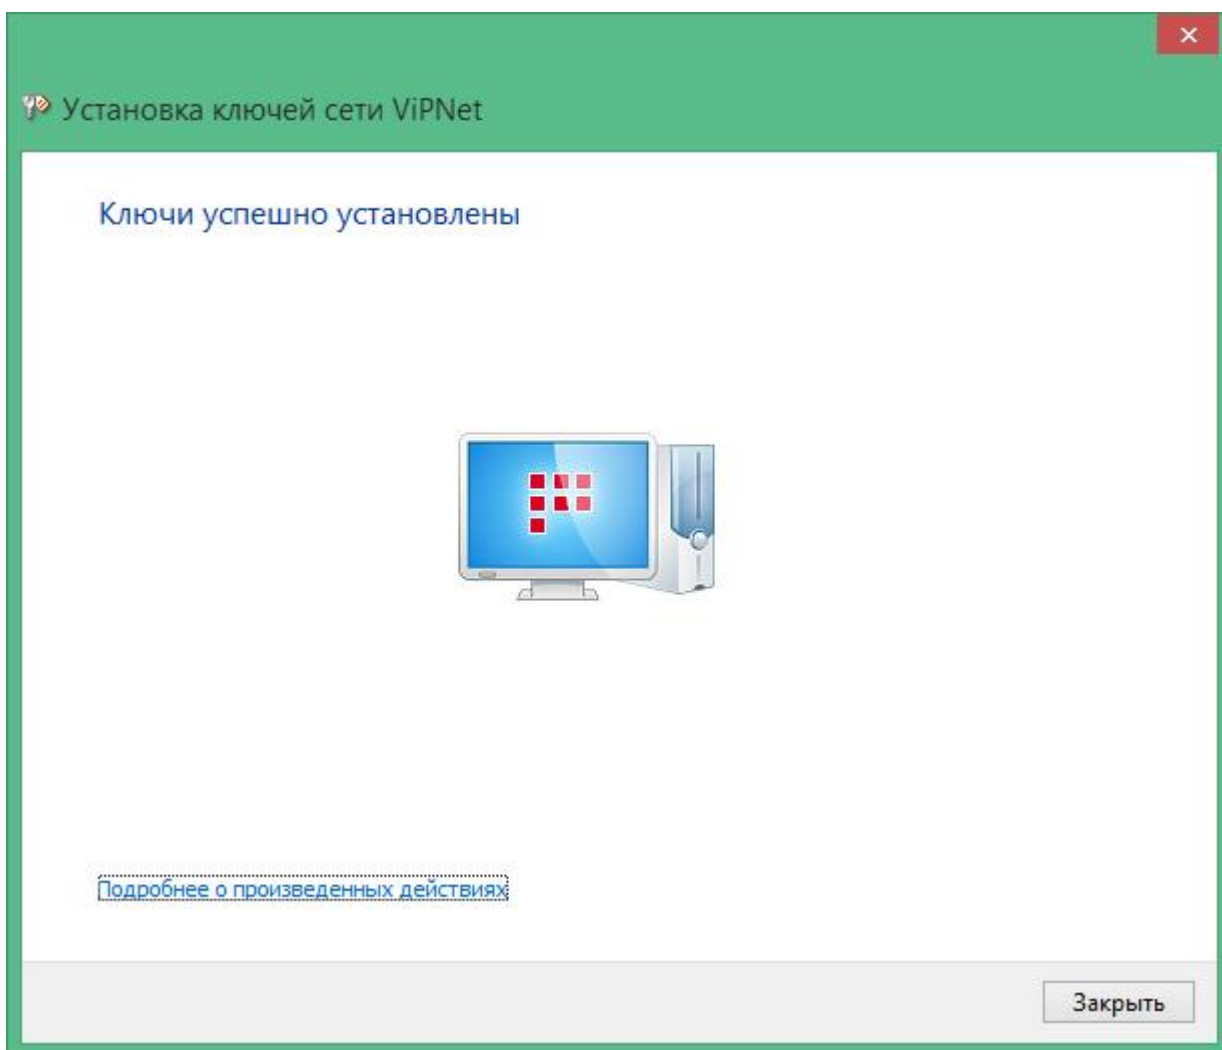 Установка ключей сети ViPNet
Ключи успешно установлены
Подробнее о произведенных действиях
Закрыть